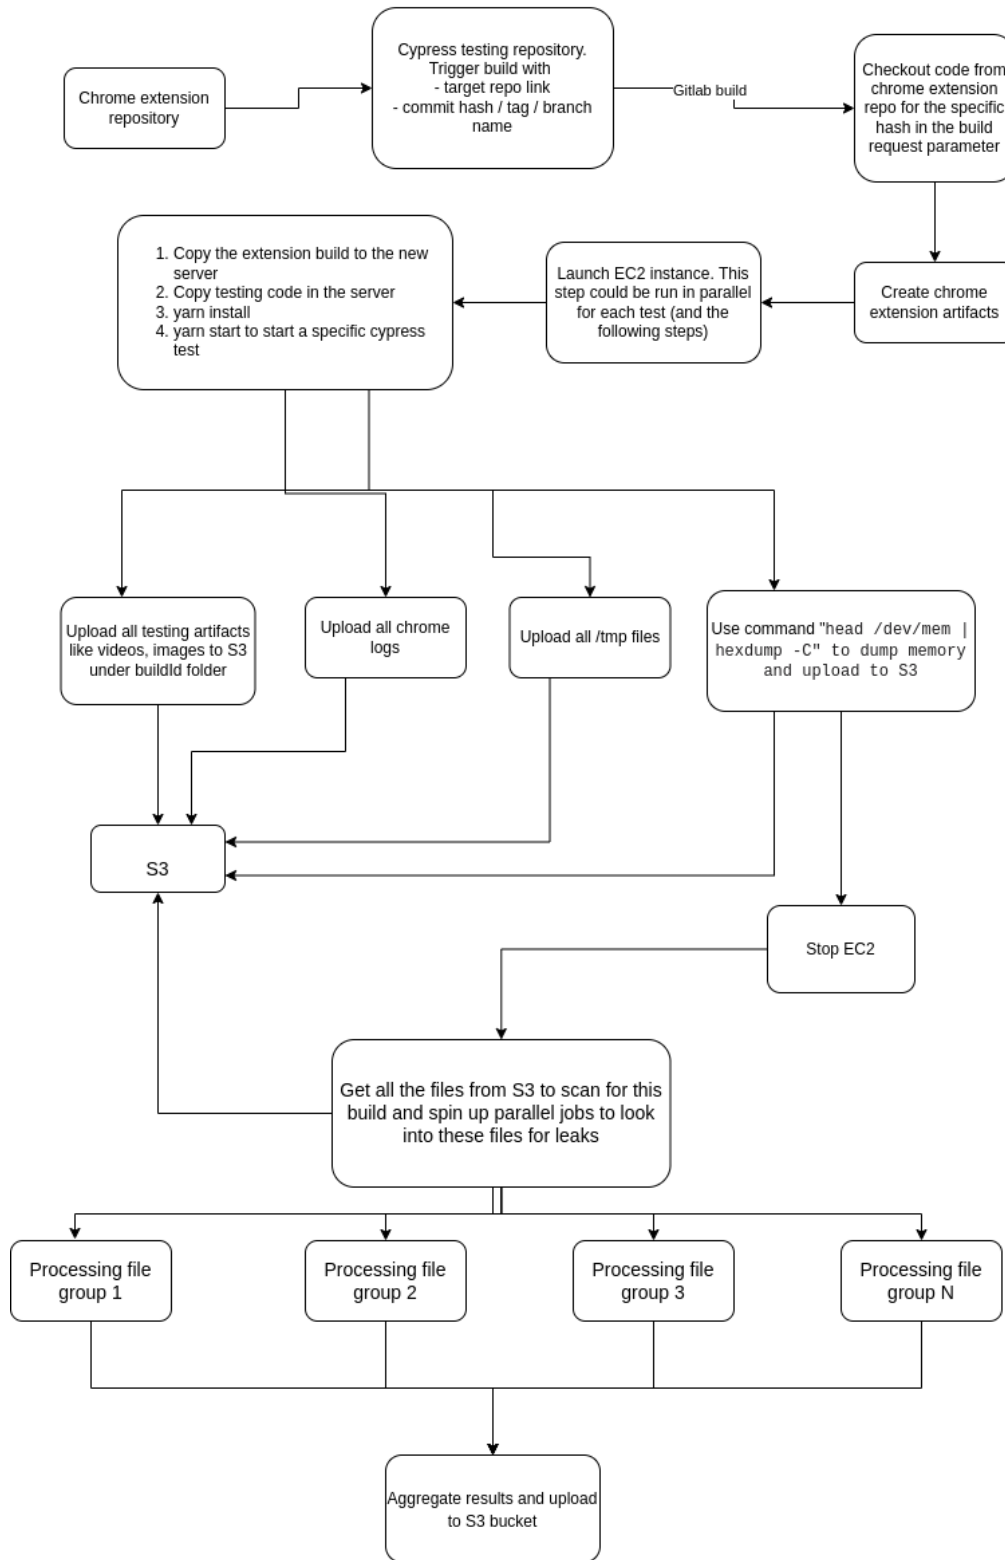 Chrome extension
repository
Cypress testing repository.
Trigger build with
- target repo link
- commit hash / tag / branch
name
Gitlab build
Checkout code from
chrome extension
repo for the specific
hash in the build
request parameter
1. Copy the extension build to the new
server
2. Copy testing code in the server
3. yarn install
4. yarn start to start a specific cypress
test
Launch EC2 instance. This
step could be run in parallel
for each test (and the
following steps)
Create chrome
extension artifacts
Upload all testing artifacts
like videos, images to S3
under buildId folder
Upload all chrome
logs
Upload all /tmp files
Use command "head /dev/mem |
hexdump -C" to dump memory
and upload to S3
S3
Stop EC2
Get all the files from S3 to scan for this
build and spin up parallel jobs to look
into these files for leaks
Processing file
group 1
Processing file
group 2
Processing file
group 3
Processing file
group N
Aggregate results and upload
to S3 bucket